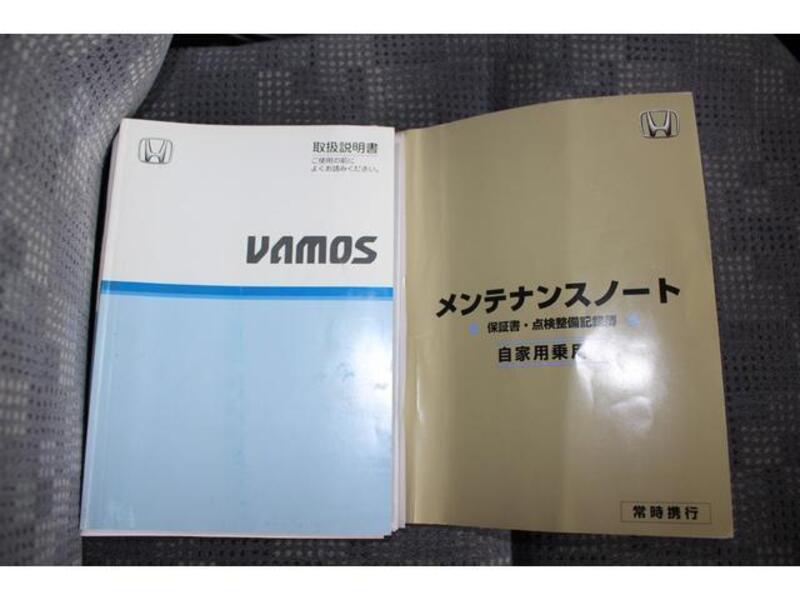 取扱説明書
ご使用の前に
よくお読みください。
VAMOS
メンテナンスノート
保証書・点検整備記録簿
自家用乗用
常時携行